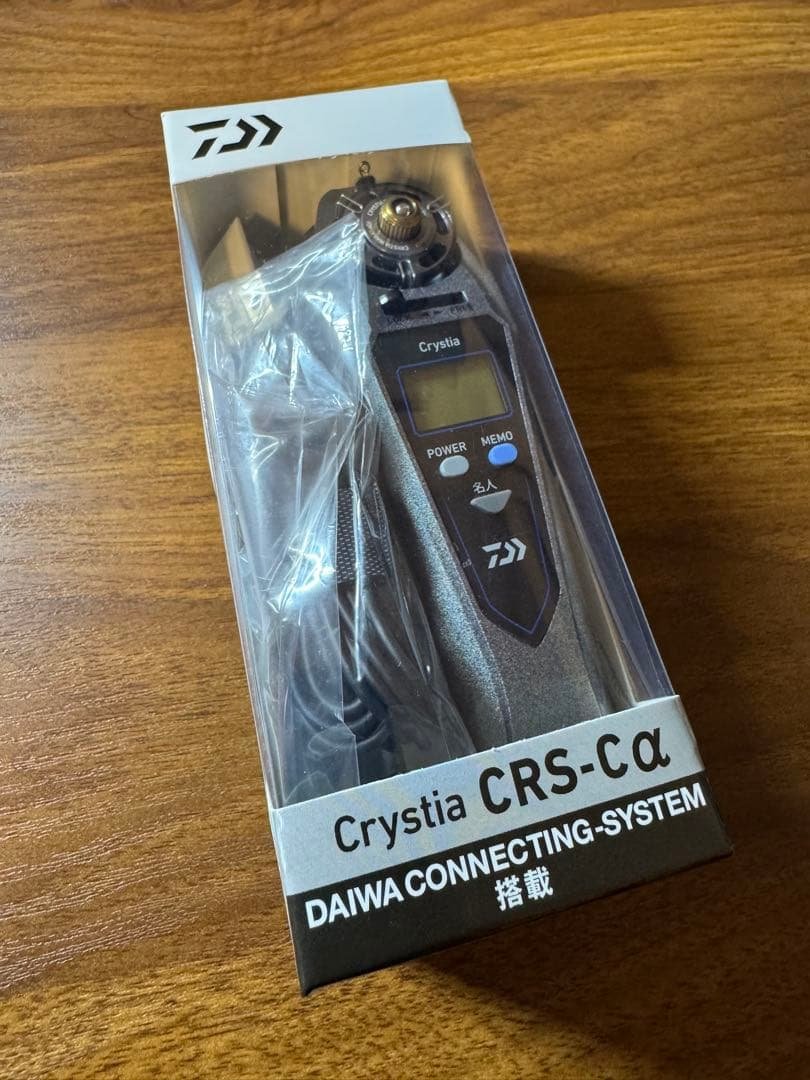 Crystia
POWER
MEMO
名人
Crystia CRS-Cα
DAIWA CONNECTING-SYSTEM
搭載